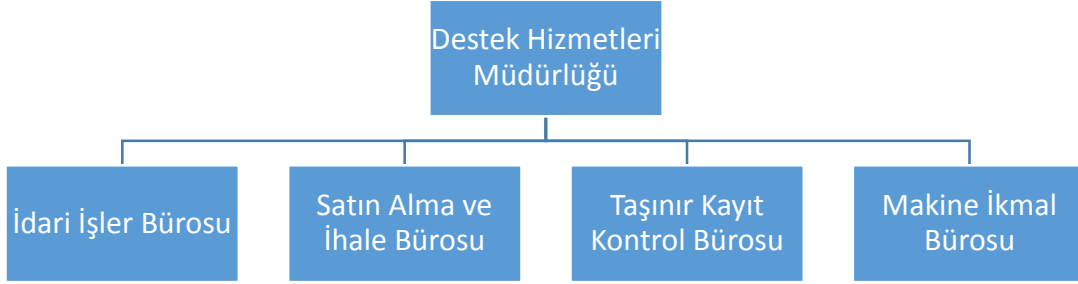 Destek Hizmetleri
Müdürlüğü
İdari İşler Bürosu
Satın Alma ve
İhale Bürosu
Taşınır Kayıt
Kontrol Bürosu
Makine İkmal
Bürosu